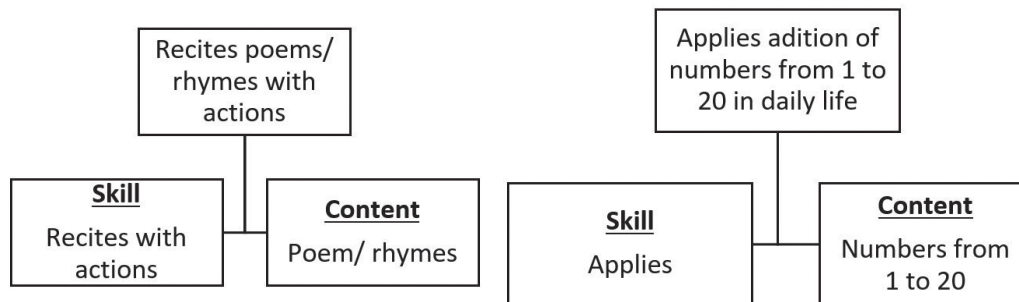 Recites poems/
rhymes with
actions
Skill
Recites with
actions
Content
Poem/ rhymes
Applies adition of
numbers from 1 to
20 in daily life
Skill
Applies
Content
Numbers from
1 to 20